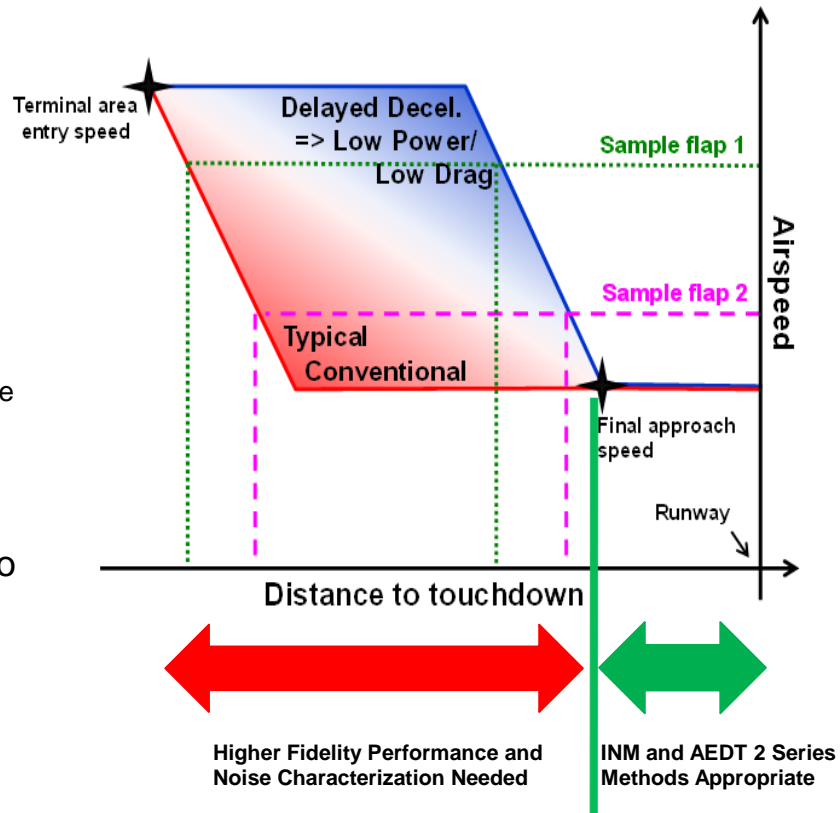 Terminal area
entry speed
Delayed Decel.
=> Low Power/
Low Drag
Sample flap 1
Airspeed
Sample flap 2
Typical
Conventional
e
Final approach
speed
Runway
o
Distance to touchdown
Higher Fidelity Performance and
Noise Characterization Needed
INM and AEDT 2 Series
Methods Appropriate